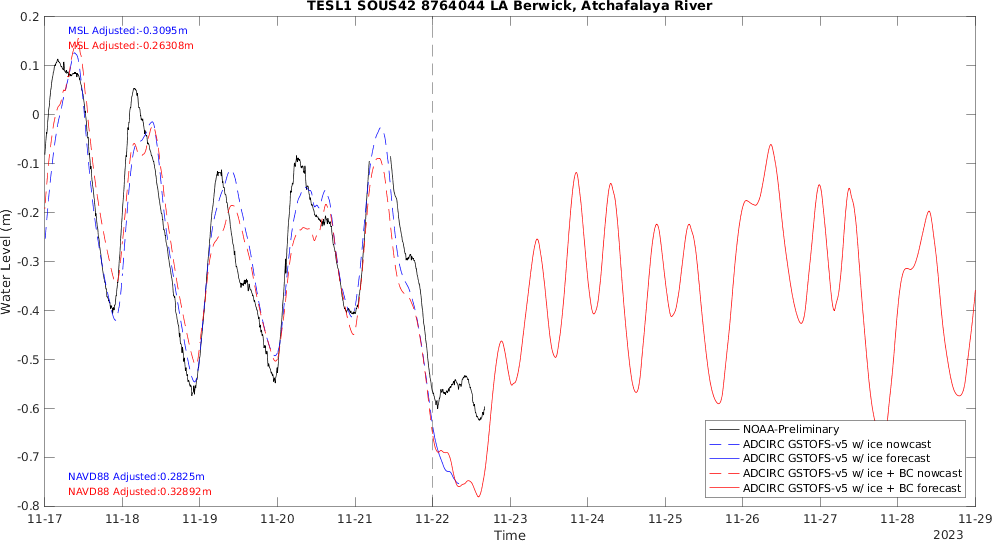 TESL1 SOUS42 8764044 LA Berwick, Atchafalaya River
MSL Adjusted:-0.3095m
MSL Adjusted:-0.26308m
0.2
0.1
0
-0.1
-0.2
-0.3
-0.4
-0.5
-0.6
-0.7
-0.8
Water Level (m)
NAVD88 Adjusted:0.2825m
NAVD88 Adjusted:0.32892m
NOAA-Preliminary
ADCIRC GSTOFS-v5 w/ ice nowcast
ADCIRC GSTOFS-v5 w/ ice forecast
ADCIRC GSTOFS-v5 w/ ice + BC nowcast
ADCIRC GSTOFS-v5 w/ ice + BC forecast
11-17 11-18 11-19 11-20 11-21 11-22 11-23 11-24 11-25 11-26 11-27 11-28 11-29
Time
2023